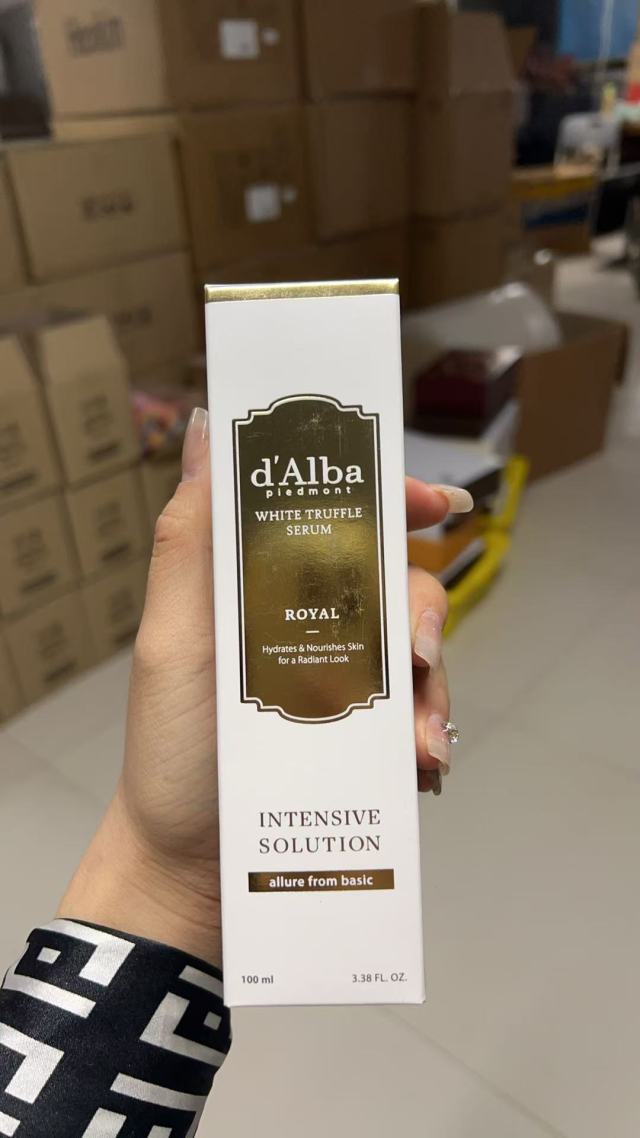 d'Alba
piedmont
WHITE TRUFFLE
SERUM
ROYAL
Hydrates & Nourishes Skin
for a Radiant Look
INTENSIVE
SOLUTION
allure from basic
100 ml 3.38 FL. OZ.